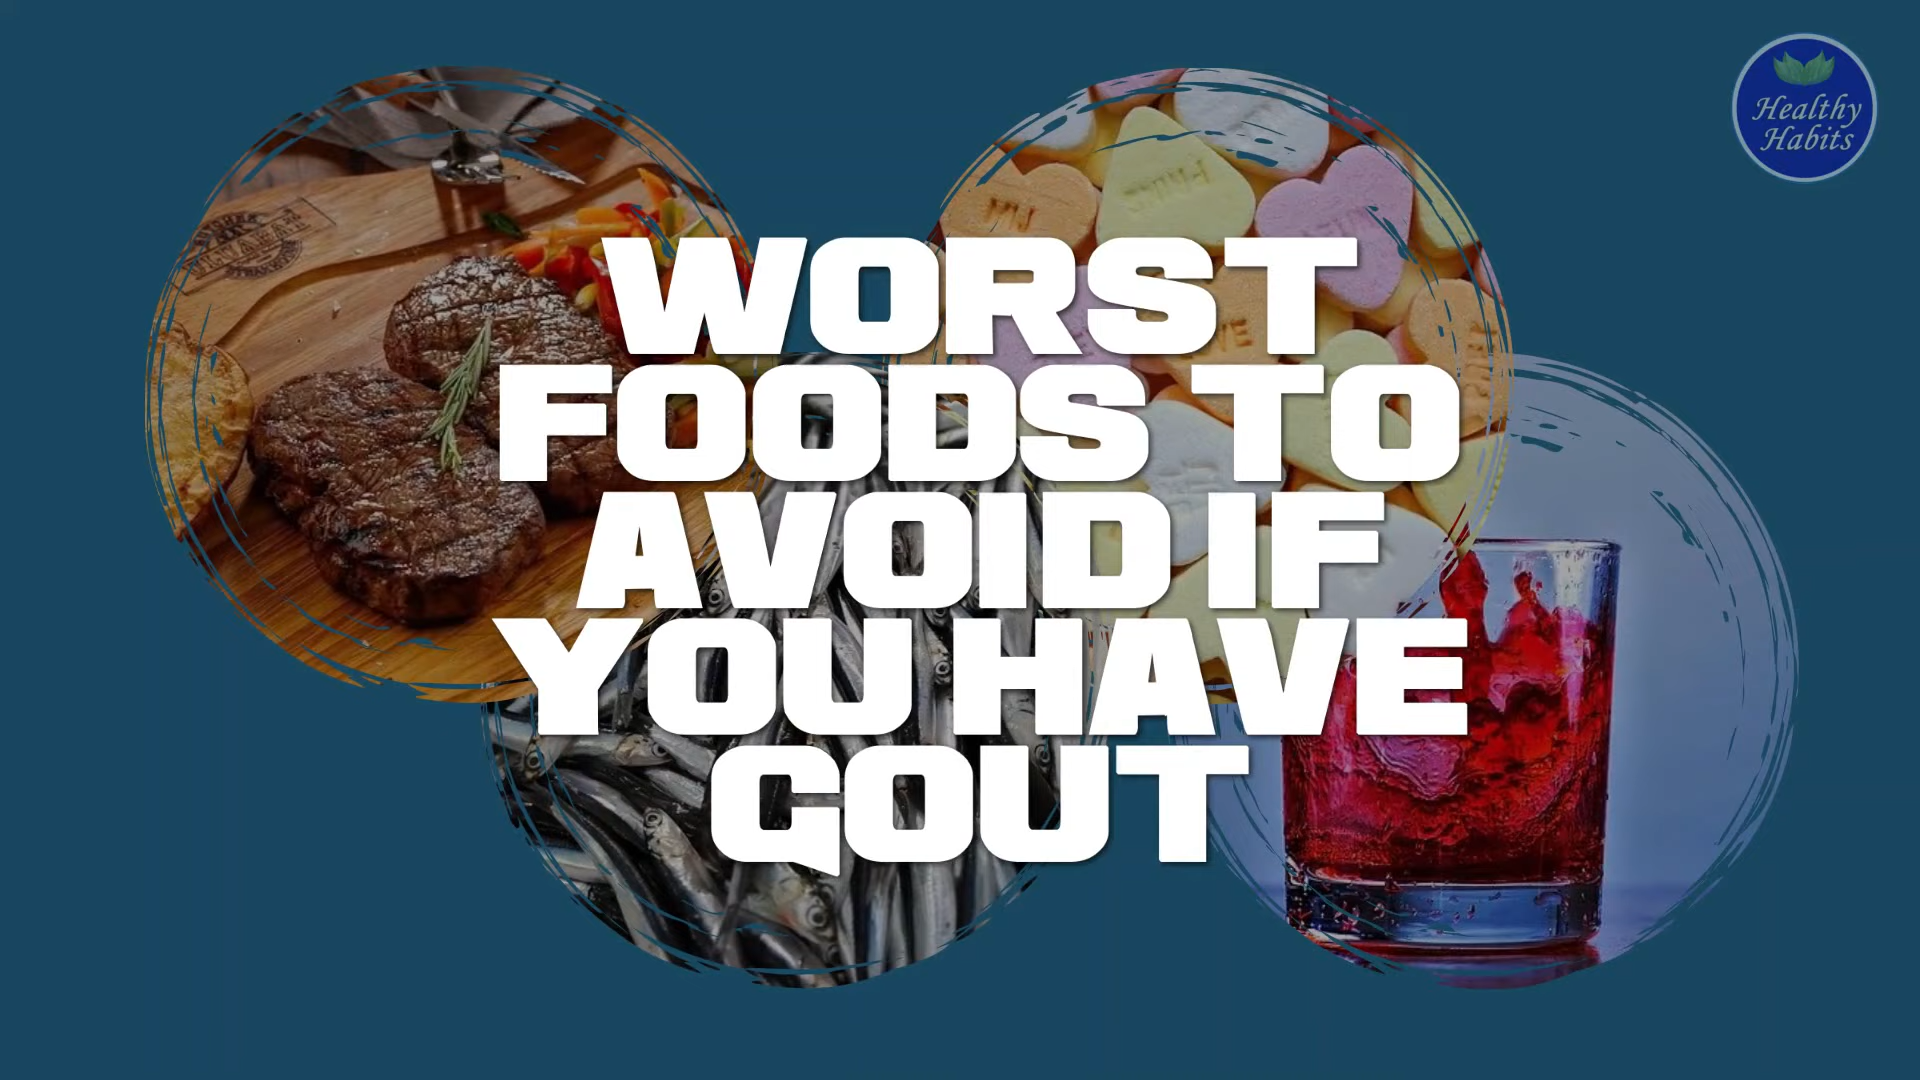 Healthy
Habits
WORST
FOODS TO
AVOID IF
YOU HAVE
GOUT